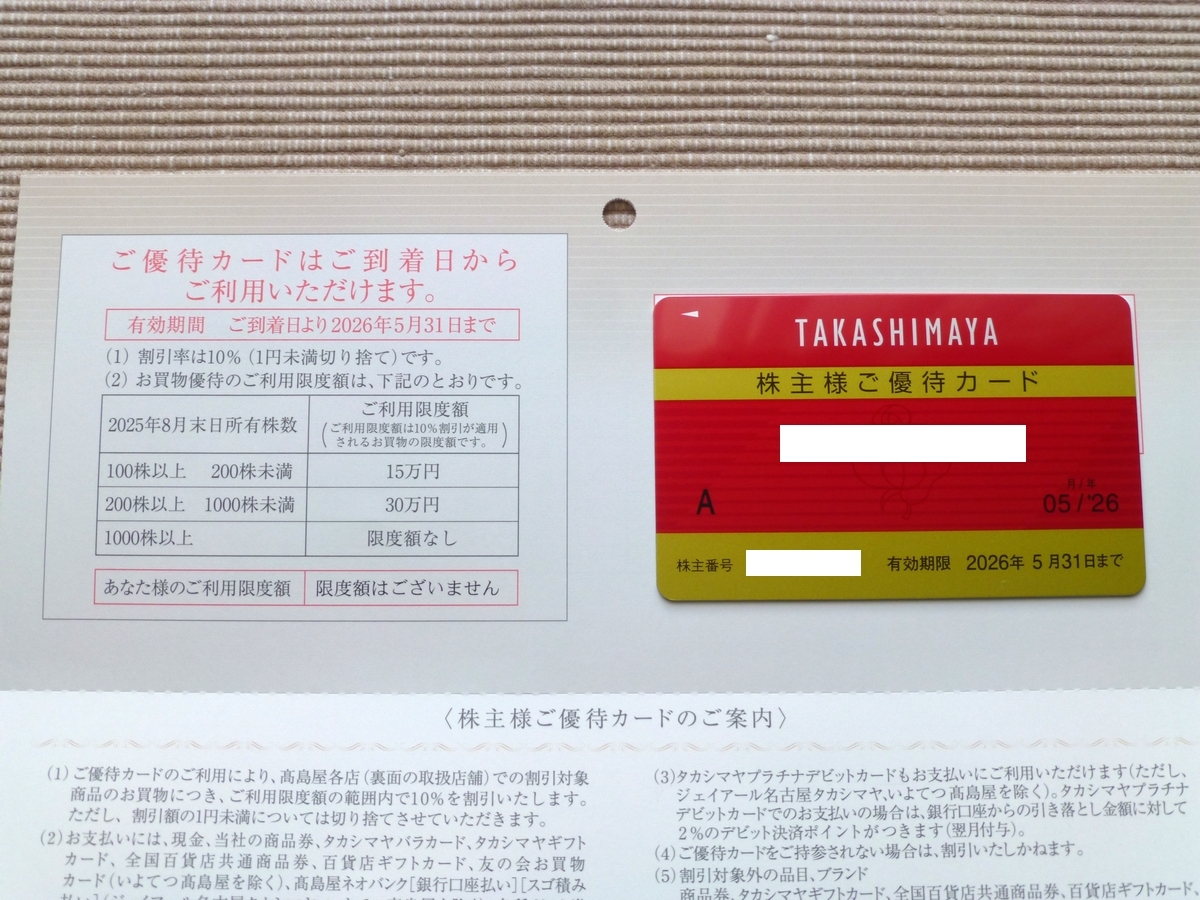 ご優待カードはご到着日から
ご利用いただけます。
有効期間 ご到着日より2026年5月31日まで
(1) 割引率は10%(1円未満切り捨て)です。
(2) お買物優待のご利用限度額は、下記のとおりです。
2025年8月末日所有株数
ご利用限度額
(ご利用限度額は10%割引が適用
されるお買物の限度額です。)
100株以上 200株未満 15万円
200株以上 1000株未満 30万円
1000株以上 限度額なし
あなた様のご利用限度額 限度額はございません
TAKASHIMAYA
株主様ご優待カード
月/年
A 05/'26
株主番号 有効期限 2026年 5月31日まで
〈株主様ご優待カードのご案内〉
(1)ご優待カードのご利用により、髙島屋各店(裏面の取扱店舗)での割引対象
商品のお買物につき、ご利用限度額の範囲内で10%を割引いたします。
ただし、割引額の1円未満については切り捨てさせていただきます。
(2)お支払いには、現金、当社の商品券、タカシマヤバラカード、タカシマヤギフト
カード、全国百貨店共通商品券、百貨店ギフトカード、友の会お買物
カード(いよてつ髙島屋を除く)、髙島屋ネオバンク[銀行口座払い][スゴ積み
(3)タカシマヤプラチナデビットカードもお支払いにご利用いただけます(ただし、
ジェイアール名古屋タカシマヤ、いよてつ髙島屋を除く)。タカシマヤプラチナ
デビットカードでのお支払いの場合は、銀行口座からの引き落とし金額に対して
2%のデビット決済ポイントがつきます(翌月付与)。
(4)ご優待カードをご持参されない場合は、割引いたしかねます。
(5)割引対象外の品目、ブランド
商品券、タカシマヤギフトカード、全国百貨店共通商品券、百貨店ギフトカード、